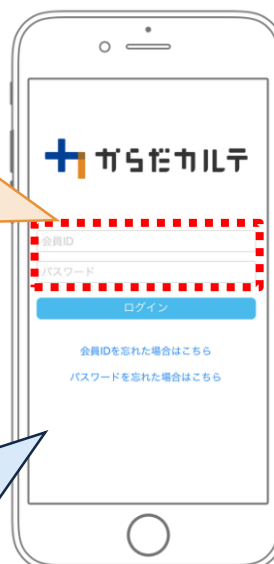 からだカルテ
会員ID
パスワード
ログイン
会員IDを忘れた場合はこちら
パスワードを忘れた場合はこちら